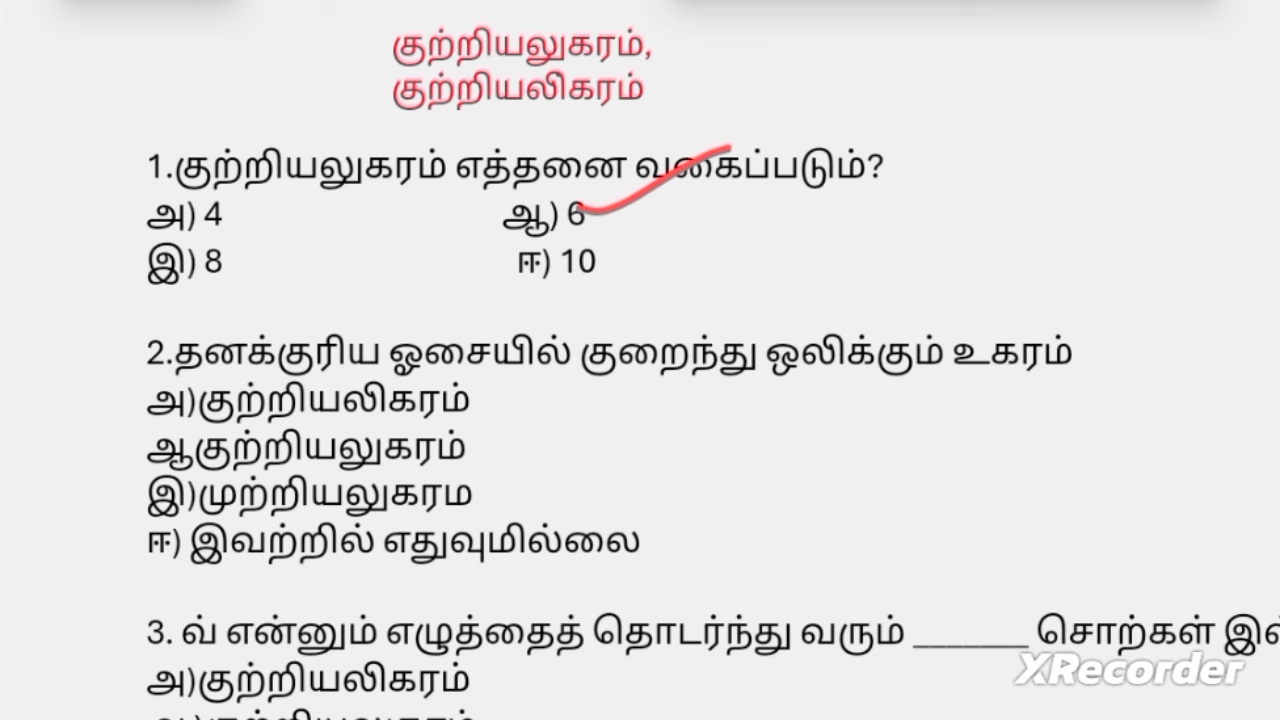 குற்றியலுகரம்,
குற்றியலிகரம்
1.குற்றியலுகரம் எத்தனை வகைப்படும்?
அ) 4 ஆ) 6
இ) 8 ஈ) 10
2.தனக்குரிய ஓசையில் குறைந்து ஒலிக்கும் உகரம்
அ)குற்றியலிகரம்
ஆகுற்றியலுகரம்
இ)முற்றியலுகரம
ஈ) இவற்றில் எதுவுமில்லை
3. வ் என்னும் எழுத்தைத் தொடர்ந்து வரும் ______ சொற்கள்
XRecorder
அ)குற்றியலிகரம்